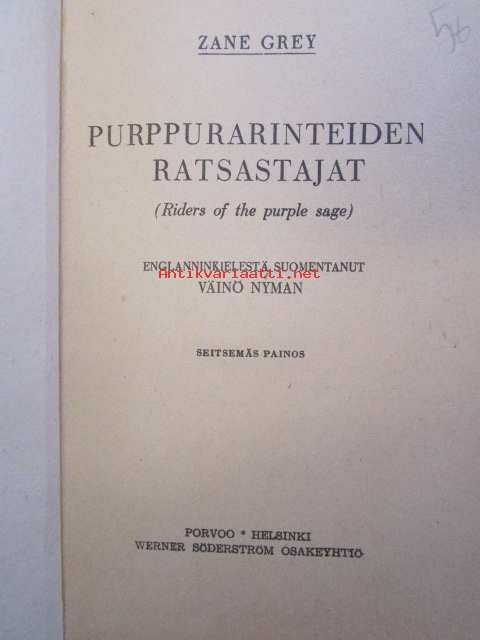 56
ZANE GREY
PURPPURARINTEIDEN
RATSASTAJAT
(Riders of the purple sage)
ENGLANNINKIELESTÄ SUOMENTANUT
Antikvariaatti.net
VÄINÖ NYMAN
SEITSEMÄS PAINOS
PORVOO * HELSINKI
WERNER SÖDERSTRÖM OSAKEYHTIÖ